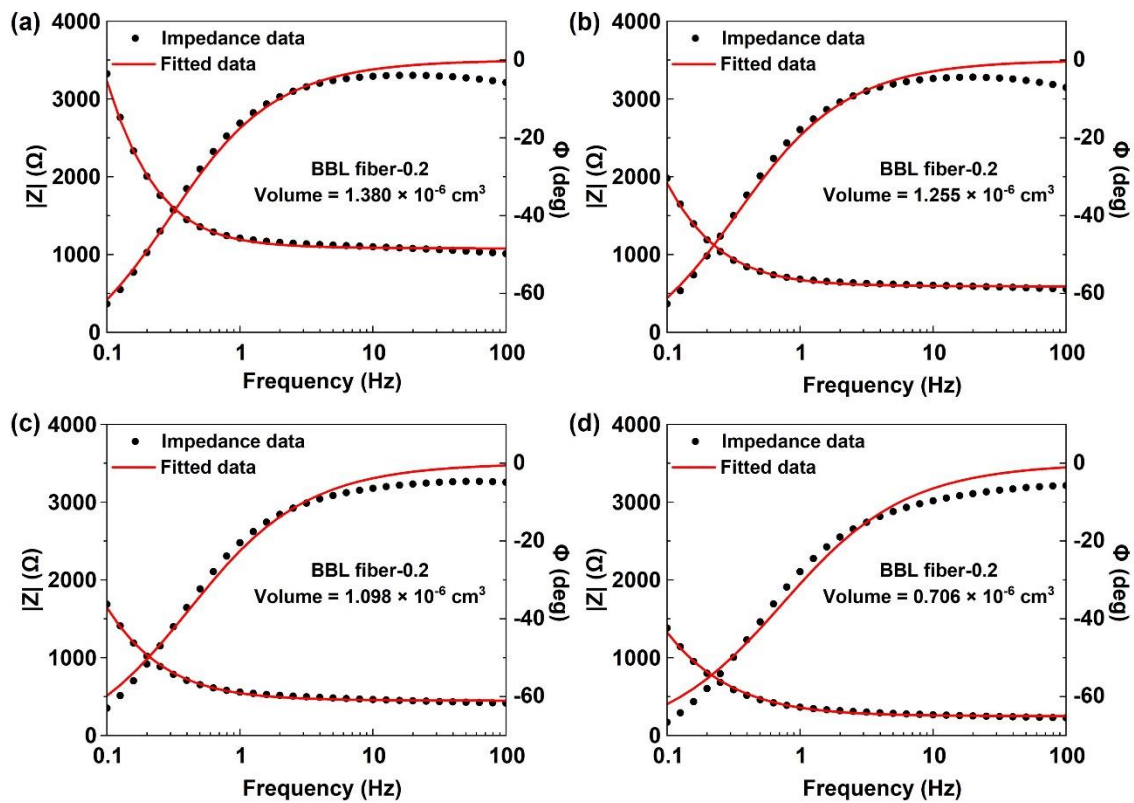 (a)
4000
3000
2000
1000
0
|Z| (Ω)
Impedance data
Fitted data
BBL fiber-0.2
Volume = 1.380 × 10-6 cm3
0
-20
-40
-60
Φ (deg)
0.1 1 10 100
Frequency (Hz)
(b)
4000
3000
2000
1000
0
|Z| (Ω)
Impedance data
Fitted data
BBL fiber-0.2
Volume = 1.255 × 10-6 cm3
0
-20
-40
-60
Φ (deg)
0.1 1 10 100
Frequency (Hz)
(c)
4000
3000
2000
1000
0
|Z| (Ω)
Impedance data
Fitted data
BBL fiber-0.2
Volume = 1.098 × 10-6 cm3
0
-20
-40
-60
Φ (deg)
0.1 1 10 100
Frequency (Hz)
(d)
4000
3000
2000
1000
0
|Z| (Ω)
Impedance data
Fitted data
BBL fiber-0.2
Volume = 0.706 × 10-6 cm3
0
-20
-40
-60
Φ (deg)
0.1 1 10 100
Frequency (Hz)